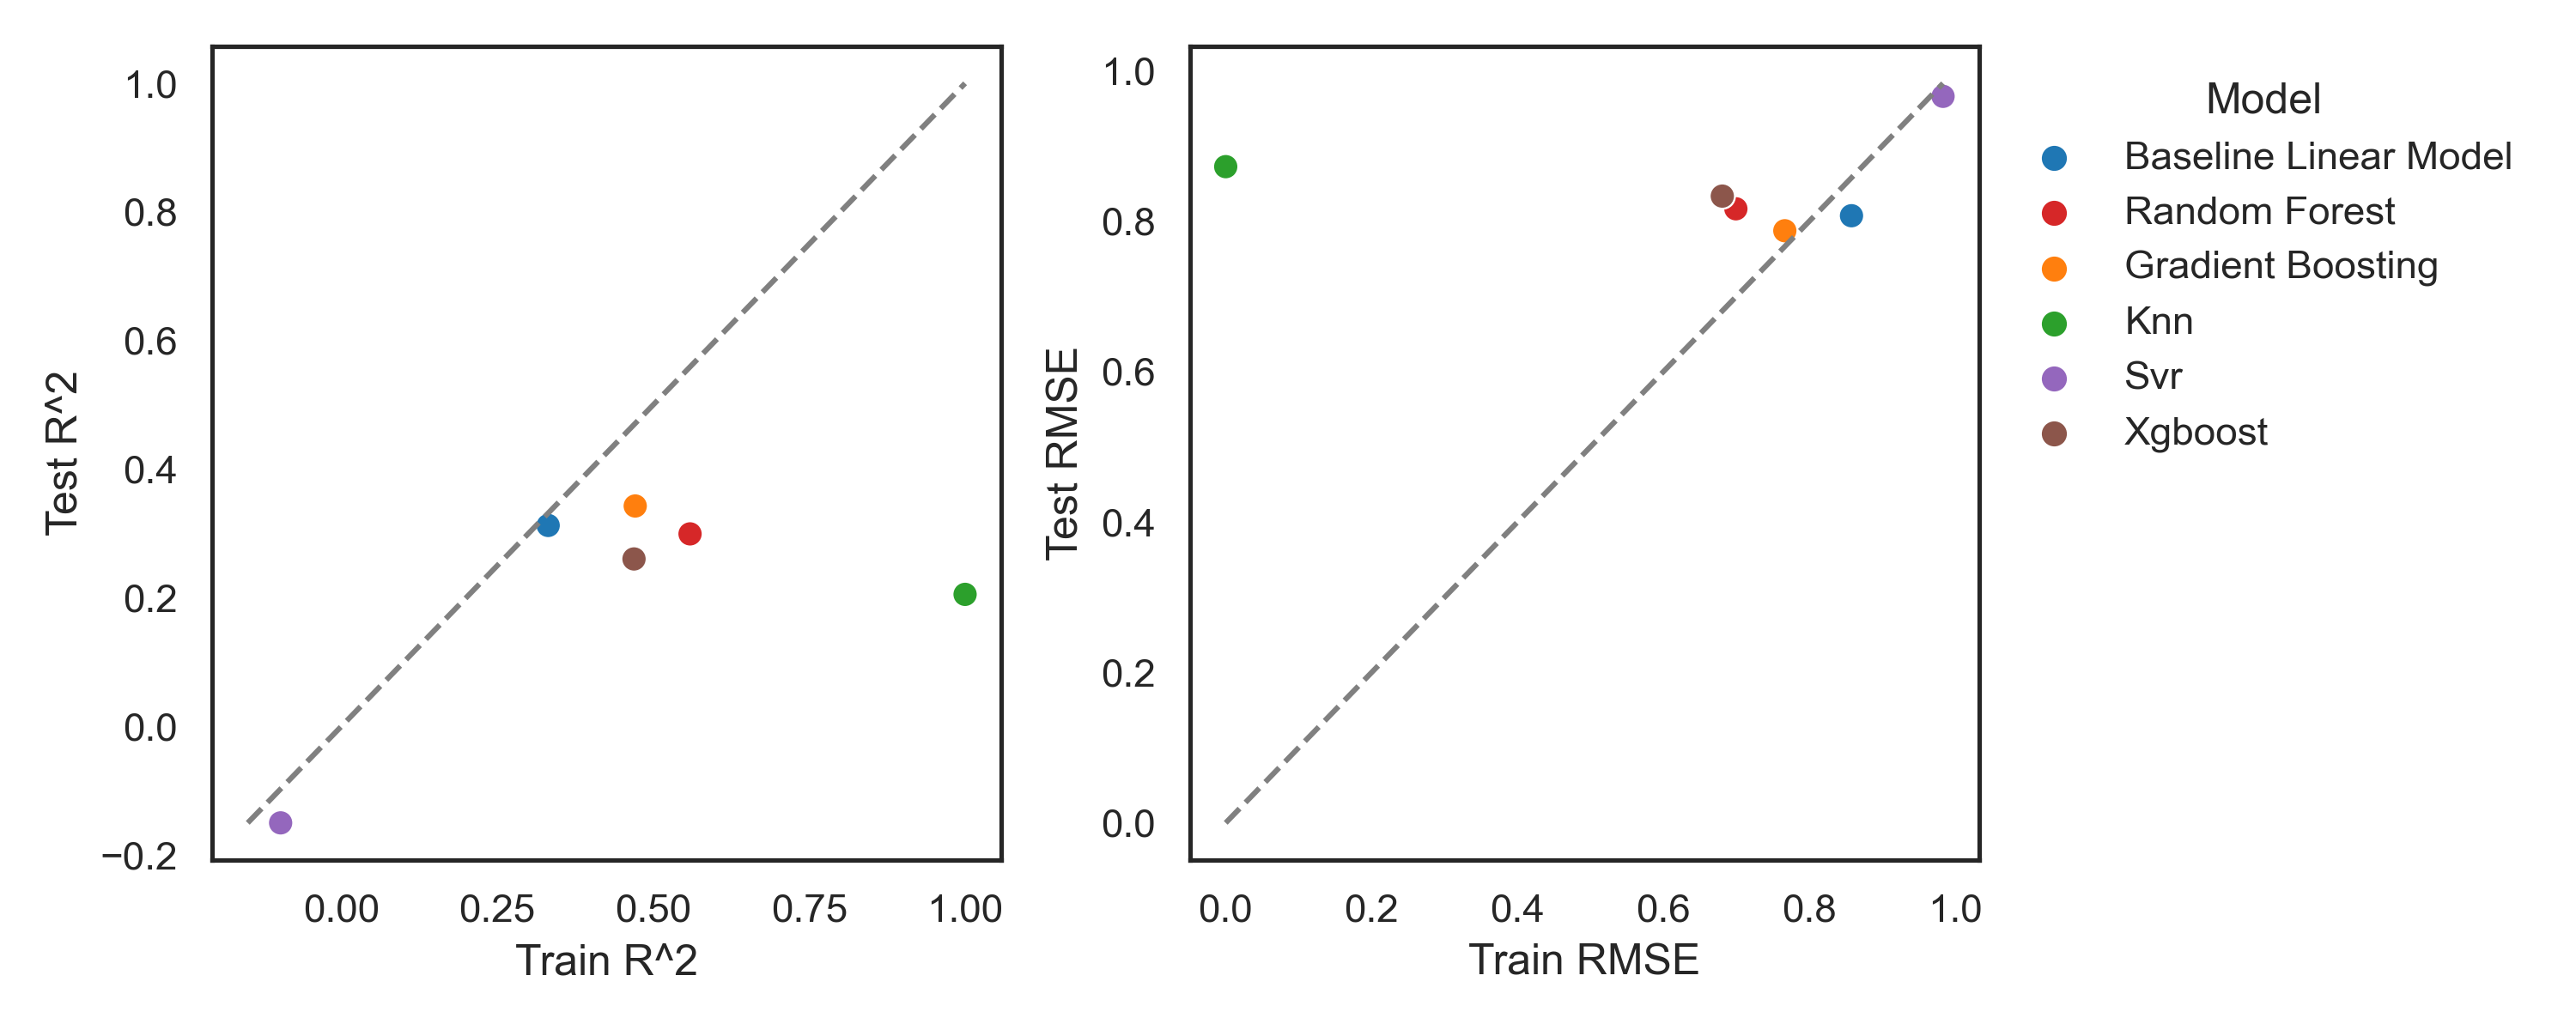 1.0
0.8
0.6
0.4
0.2
0.0
−0.2
Test R^2
0.00 0.25 0.50 0.75 1.00
Train R^2
1.0
0.8
0.6
0.4
0.2
0.0
Test RMSE
0.0 0.2 0.4 0.6 0.8 1.0
Train RMSE
Model
Baseline Linear Model
Random Forest
Gradient Boosting
Knn
Svr
Xgboost